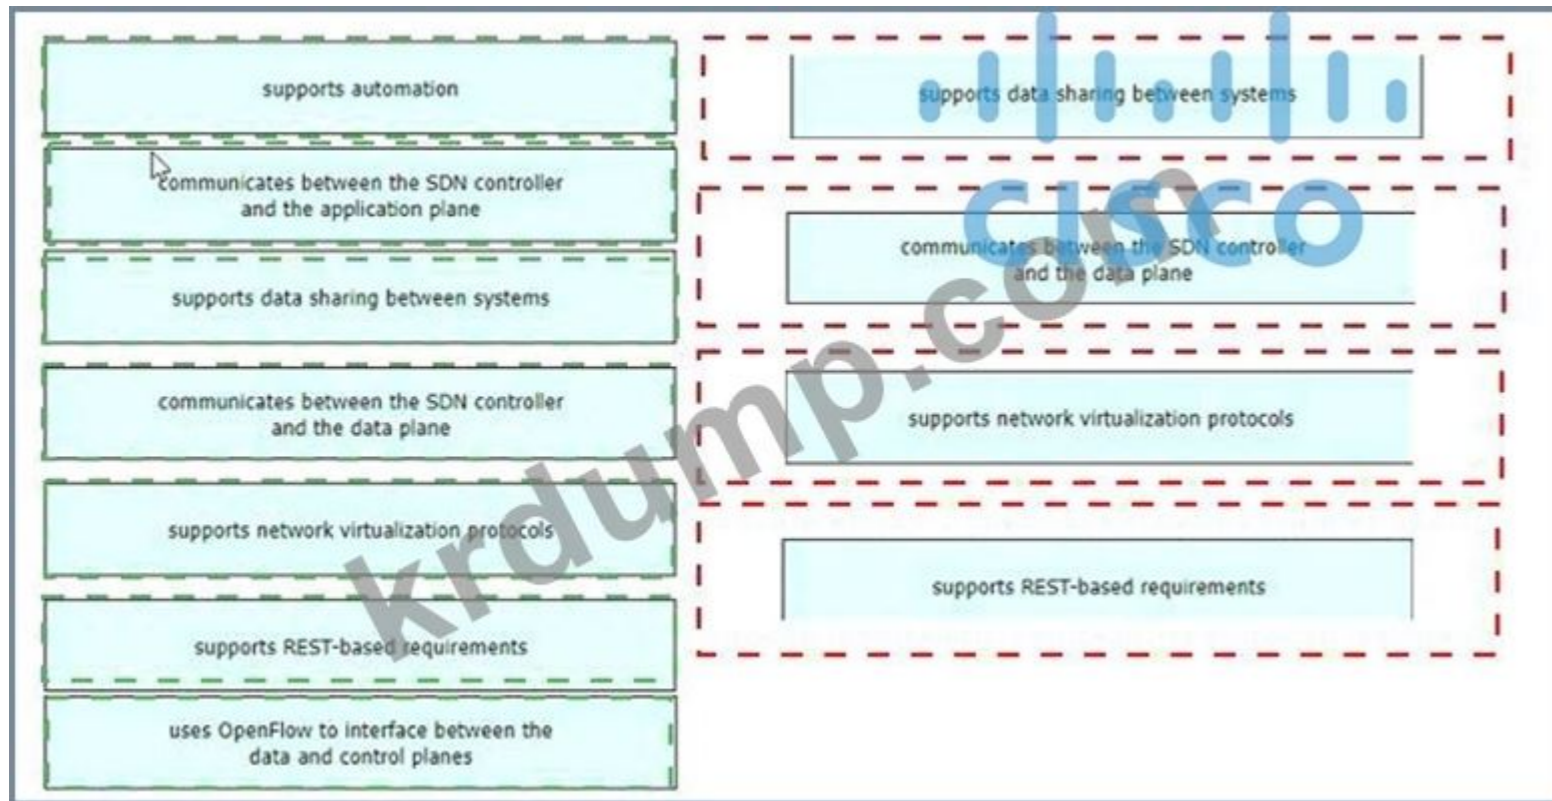 supports automation
communicates between the SDN controller
and the application plane
supports data sharing between systems
communicates between the SDN controller
and the data plane
supports network virtualization protocols
supports REST-based requirements
uses OpenFlow to interface between the
data and control planes
supports data sharing between systems
communicates between the SDN controller
and the data plane
supports network virtualization protocols
supports REST-based requirements
cisco
krdump.com